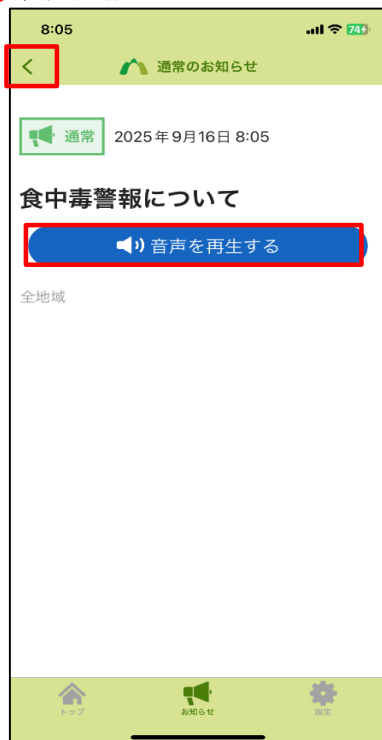 8:05
74
通常のお知らせ
通常 2025年9月16日 8:05
食中毒警報について
音声を再生する
全地域
トップ お知らせ 設定